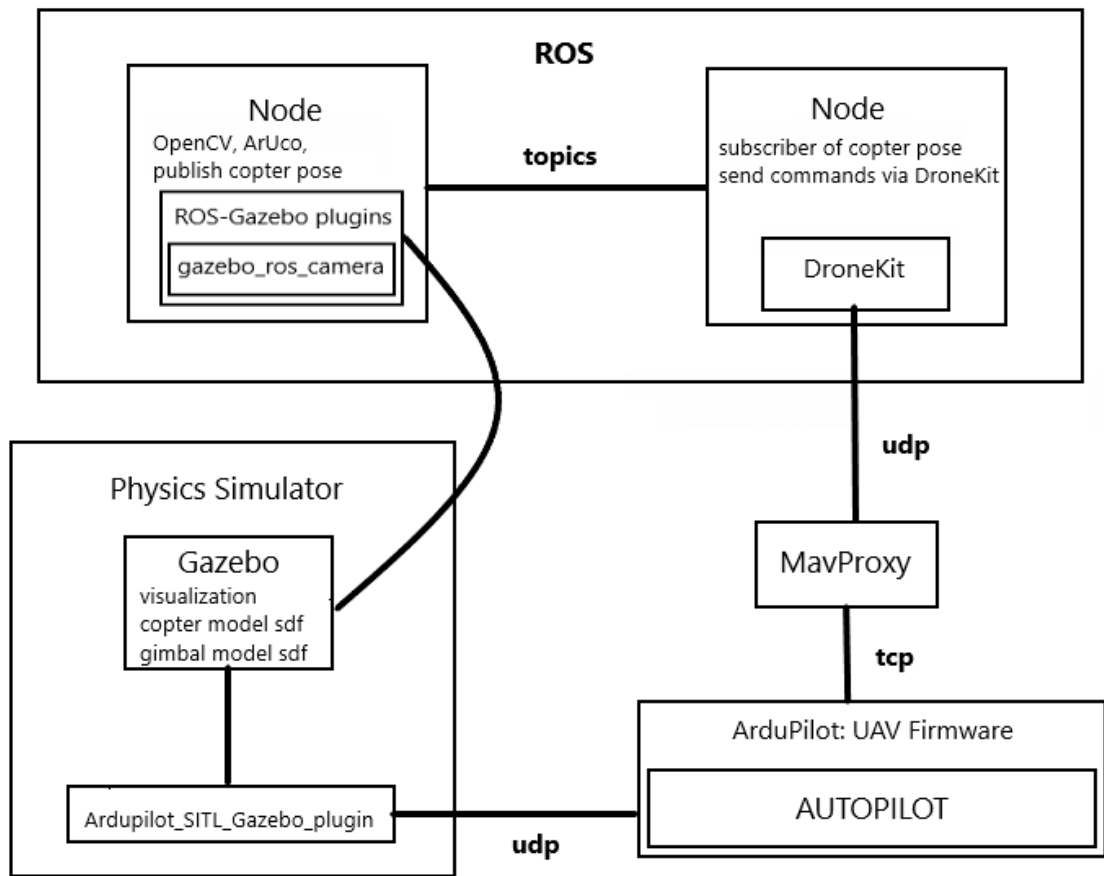 ROS
Node
OpenCV, ArUco,
publish copter pose
ROS-Gazebo plugins
gazebo_ros_camera
topics
Node
subscriber of copter pose
send commands via DroneKit
DroneKit
udp
MavProxy
tcp
Physics Simulator
Gazebo
visualization
copter model sdf
gimbal model sdf
Ardupilot_SITL_Gazebo_plugin
udp
ArduPilot: UAV Firmware
AUTOPILOT